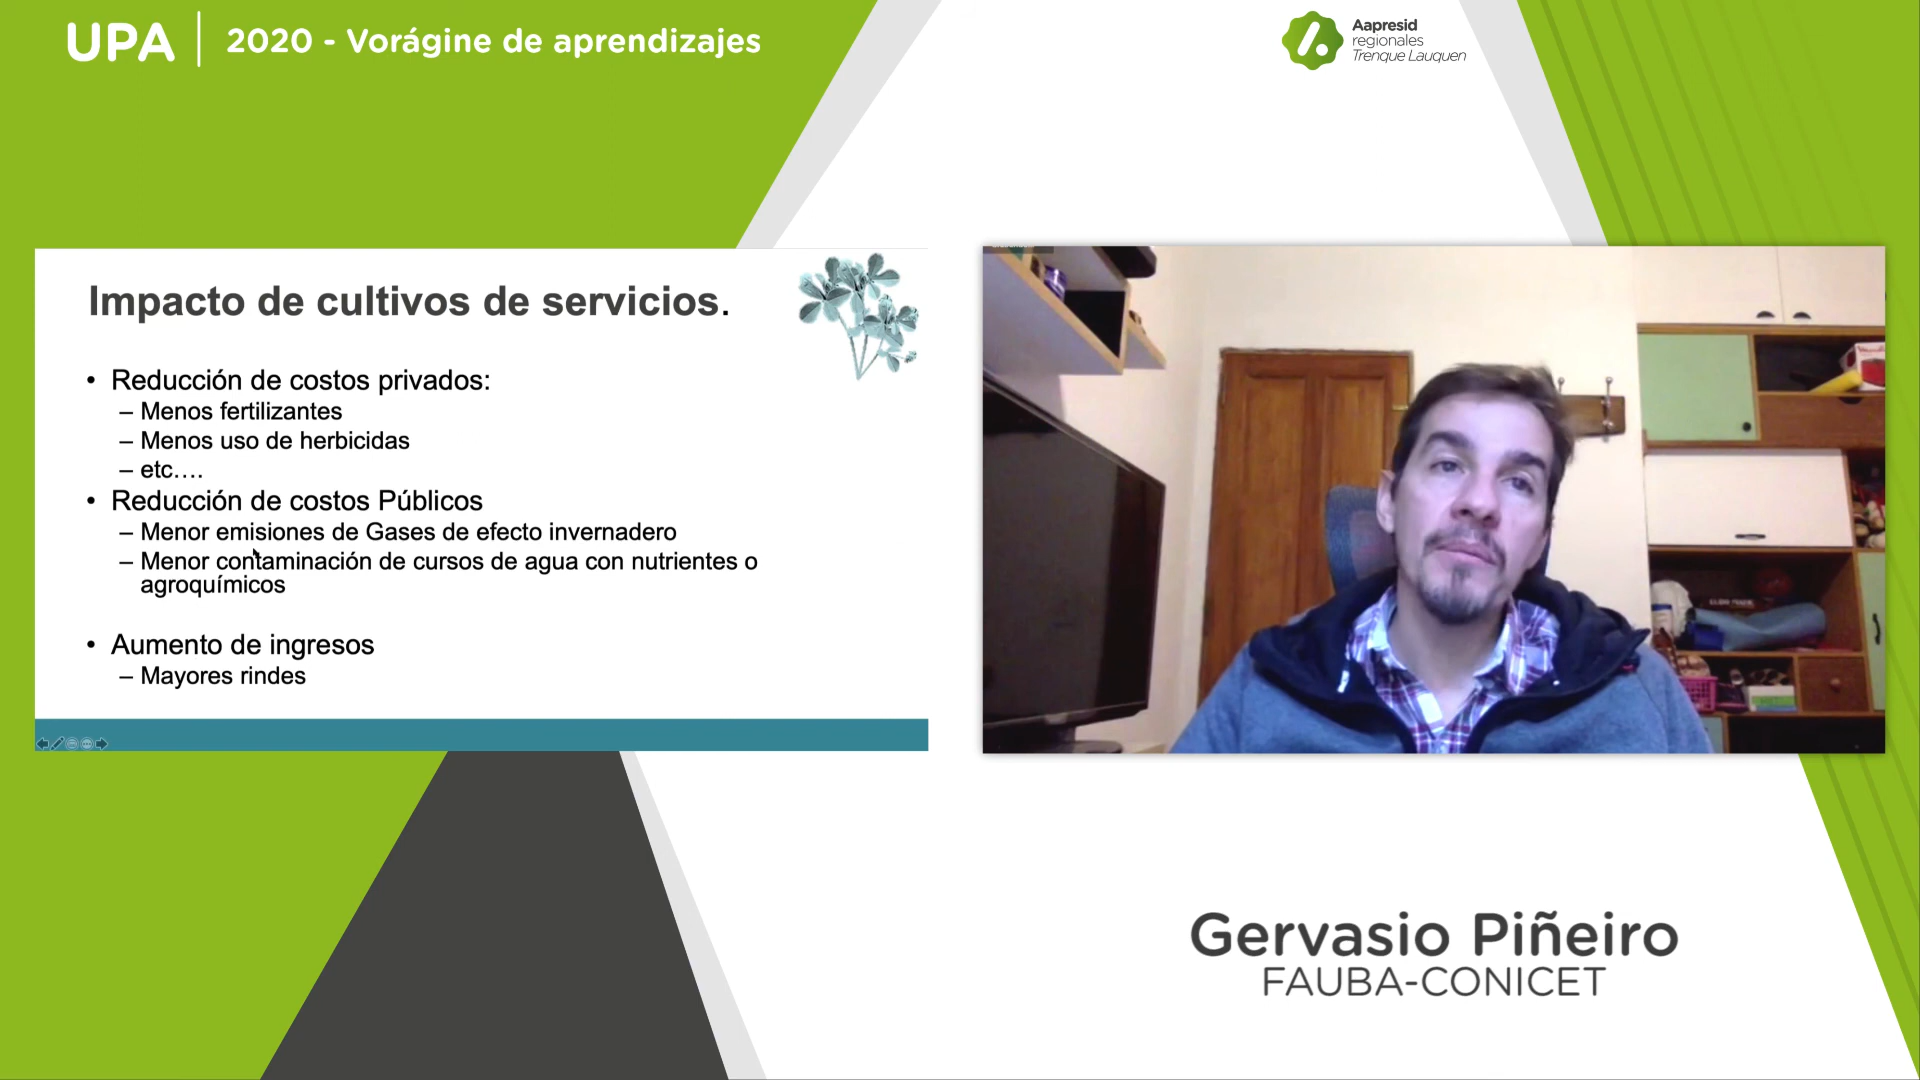 UPA | 2020 - Vorágine de aprendizajes
Aapresid
regionales
Trenque Lauquen
Impacto de cultivos de servicios.
• Reducción de costos privados:
– Menos fertilizantes
– Menos uso de herbicidas
– etc….
• Reducción de costos Públicos
– Menor emisiones de Gases de efecto invernadero
– Menor contaminación de cursos de agua con nutrientes o
agroquímicos
• Aumento de ingresos
– Mayores rindes
Gervasio Piñeiro
FAUBA-CONICET